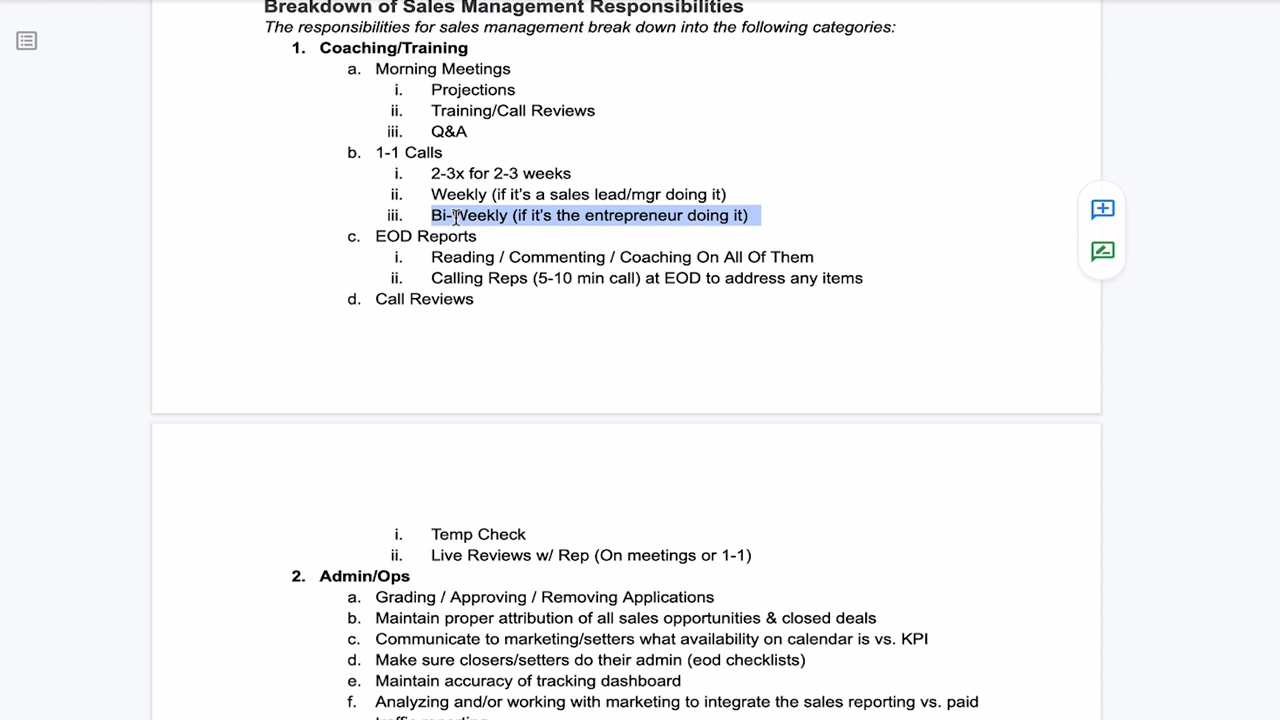 Breakdown of Sales Management Responsibilities
The responsibilities for sales management break down into the following categories:
1. Coaching/Training
a. Morning Meetings
i. Projections
ii. Training/Call Reviews
iii. Q&A
b. 1-1 Calls
i. 2-3x for 2-3 weeks
ii. Weekly (if it's a sales lead/mgr doing it)
iii. Bi-Weekly (if it's the entrepreneur doing it)
c. EOD Reports
i. Reading / Commenting / Coaching On All Of Them
ii. Calling Reps (5-10 min call) at EOD to address any items
d. Call Reviews
i. Temp Check
ii. Live Reviews w/ Rep (On meetings or 1-1)
2. Admin/Ops
a. Grading / Approving / Removing Applications
b. Maintain proper attribution of all sales opportunities & closed deals
c. Communicate to marketing/setters what availability on calendar is vs. KPI
d. Make sure closers/setters do their admin (eod checklists)
e. Maintain accuracy of tracking dashboard
f. Analyzing and/or working with marketing to integrate the sales reporting vs. paid